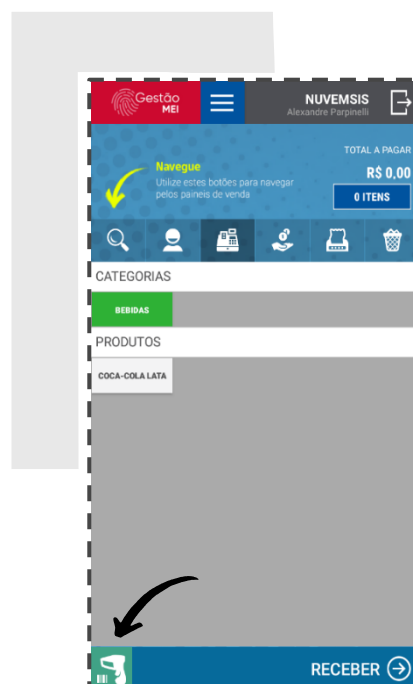 Gestão
MEI
NUVEMSIS
Alexandre Parpinelli
TOTAL A PAGAR
R$ 0,00
0 ITENS
Navegue
Utilize estes botões para navegar
pelos paineis de venda
CATEGORIAS
BEBIDAS
PRODUTOS
COCA-COLA LATA
RECEBER